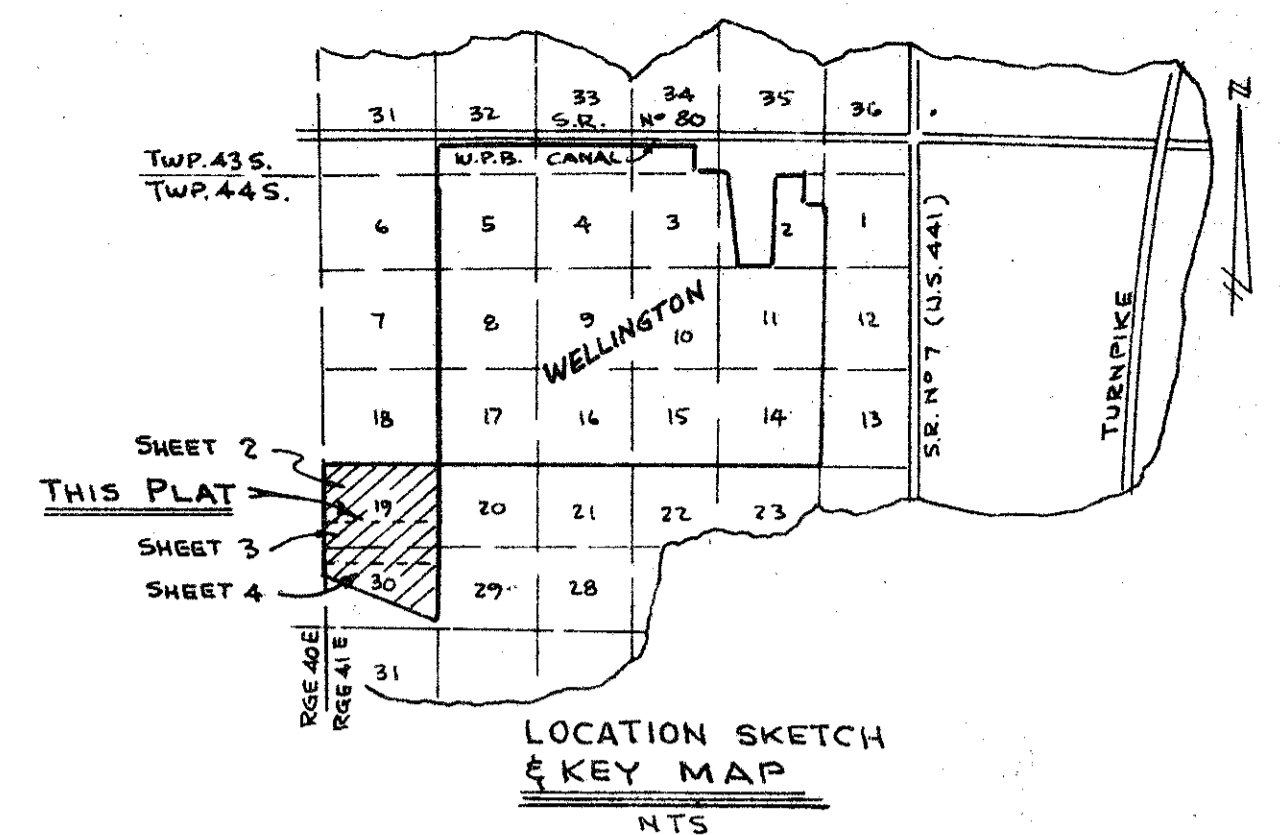 31 32 33 34 35 36
S.R. Nº 80
W.P.B. CANAL
TWP. 43 S.
TWP. 44 S.
N
6 5 4 3 2 1
7 8 9 10 11 12
WELLINGTON
18 17 16 15 14 13
S.R. Nº 7 (U.S. 441)
TURNPIKE
SHEET 2
THIS PLAT
19 20 21 22 23
SHEET 3
SHEET 4
30 29 28
RGE 40 E
RGE 41 E
31
LOCATION SKETCH
& KEY MAP
NTS